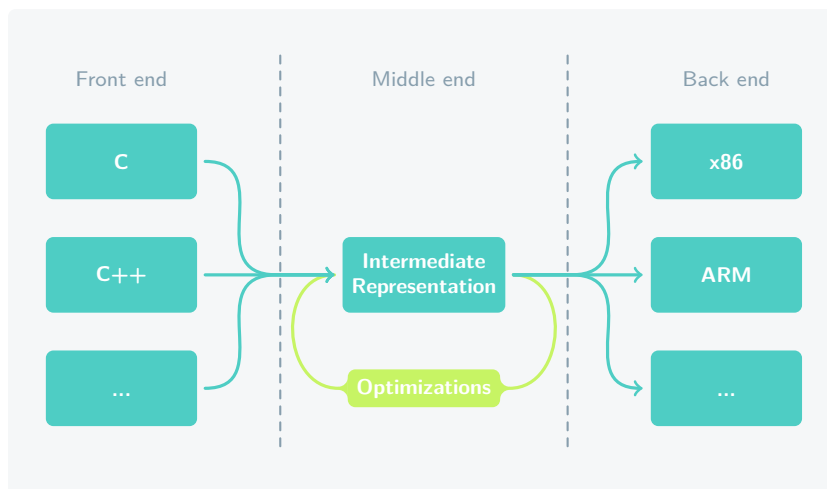 Front end
Middle end
Back end
C
x86
C++
Intermediate
Representation
ARM
...
Optimizations
...